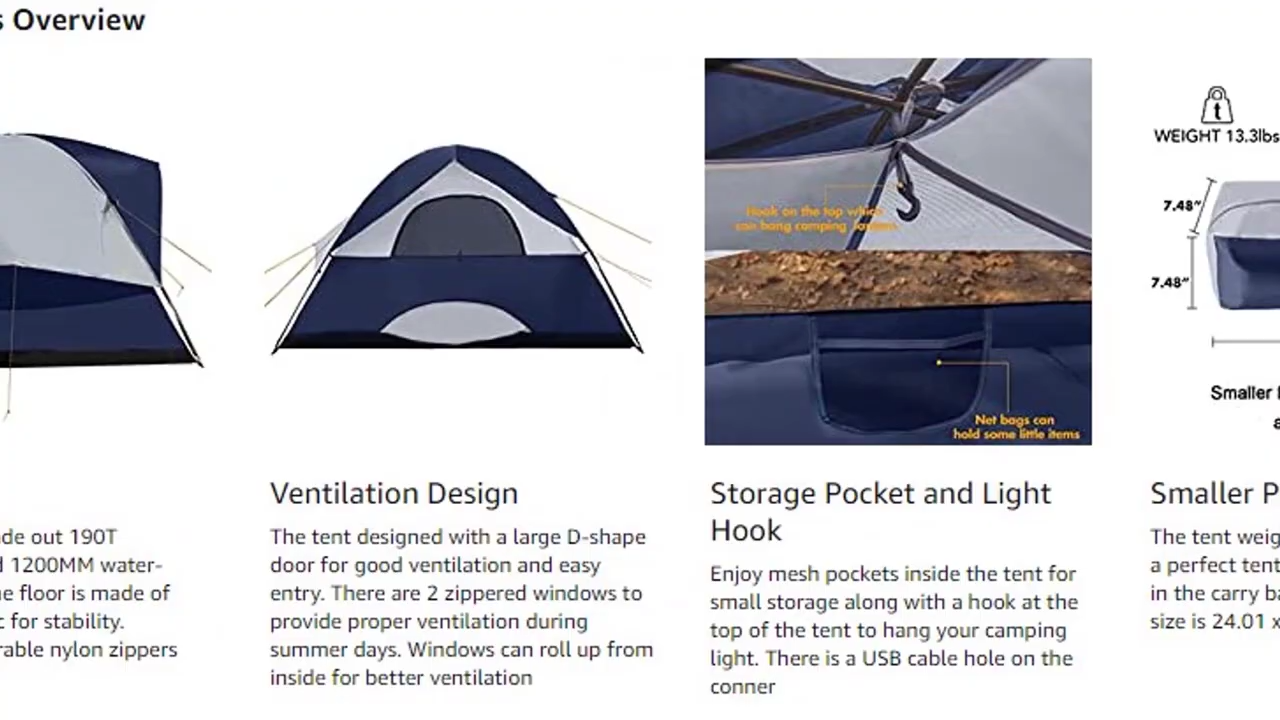 s Overview
WEIGHT 13.3lbs
7.48"
7.48"
Hook on the top which
can hang camping
Net bags can
hold some little items
Smaller
Ventilation Design
Storage Pocket and Light
Hook
Smaller P
de out 190T
1200MM water-
e floor is made of
for stability.
rable nylon zippers
The tent designed with a large D-shape
door for good ventilation and easy
entry. There are 2 zippered windows to
provide proper ventilation during
summer days. Windows can roll up from
inside for better ventilation
Enjoy mesh pockets inside the tent for
small storage along with a hook at the
top of the tent to hang your camping
light. There is a USB cable hole on the
conner
The tent weig
a perfect tent
in the carry ba
size is 24.01 x